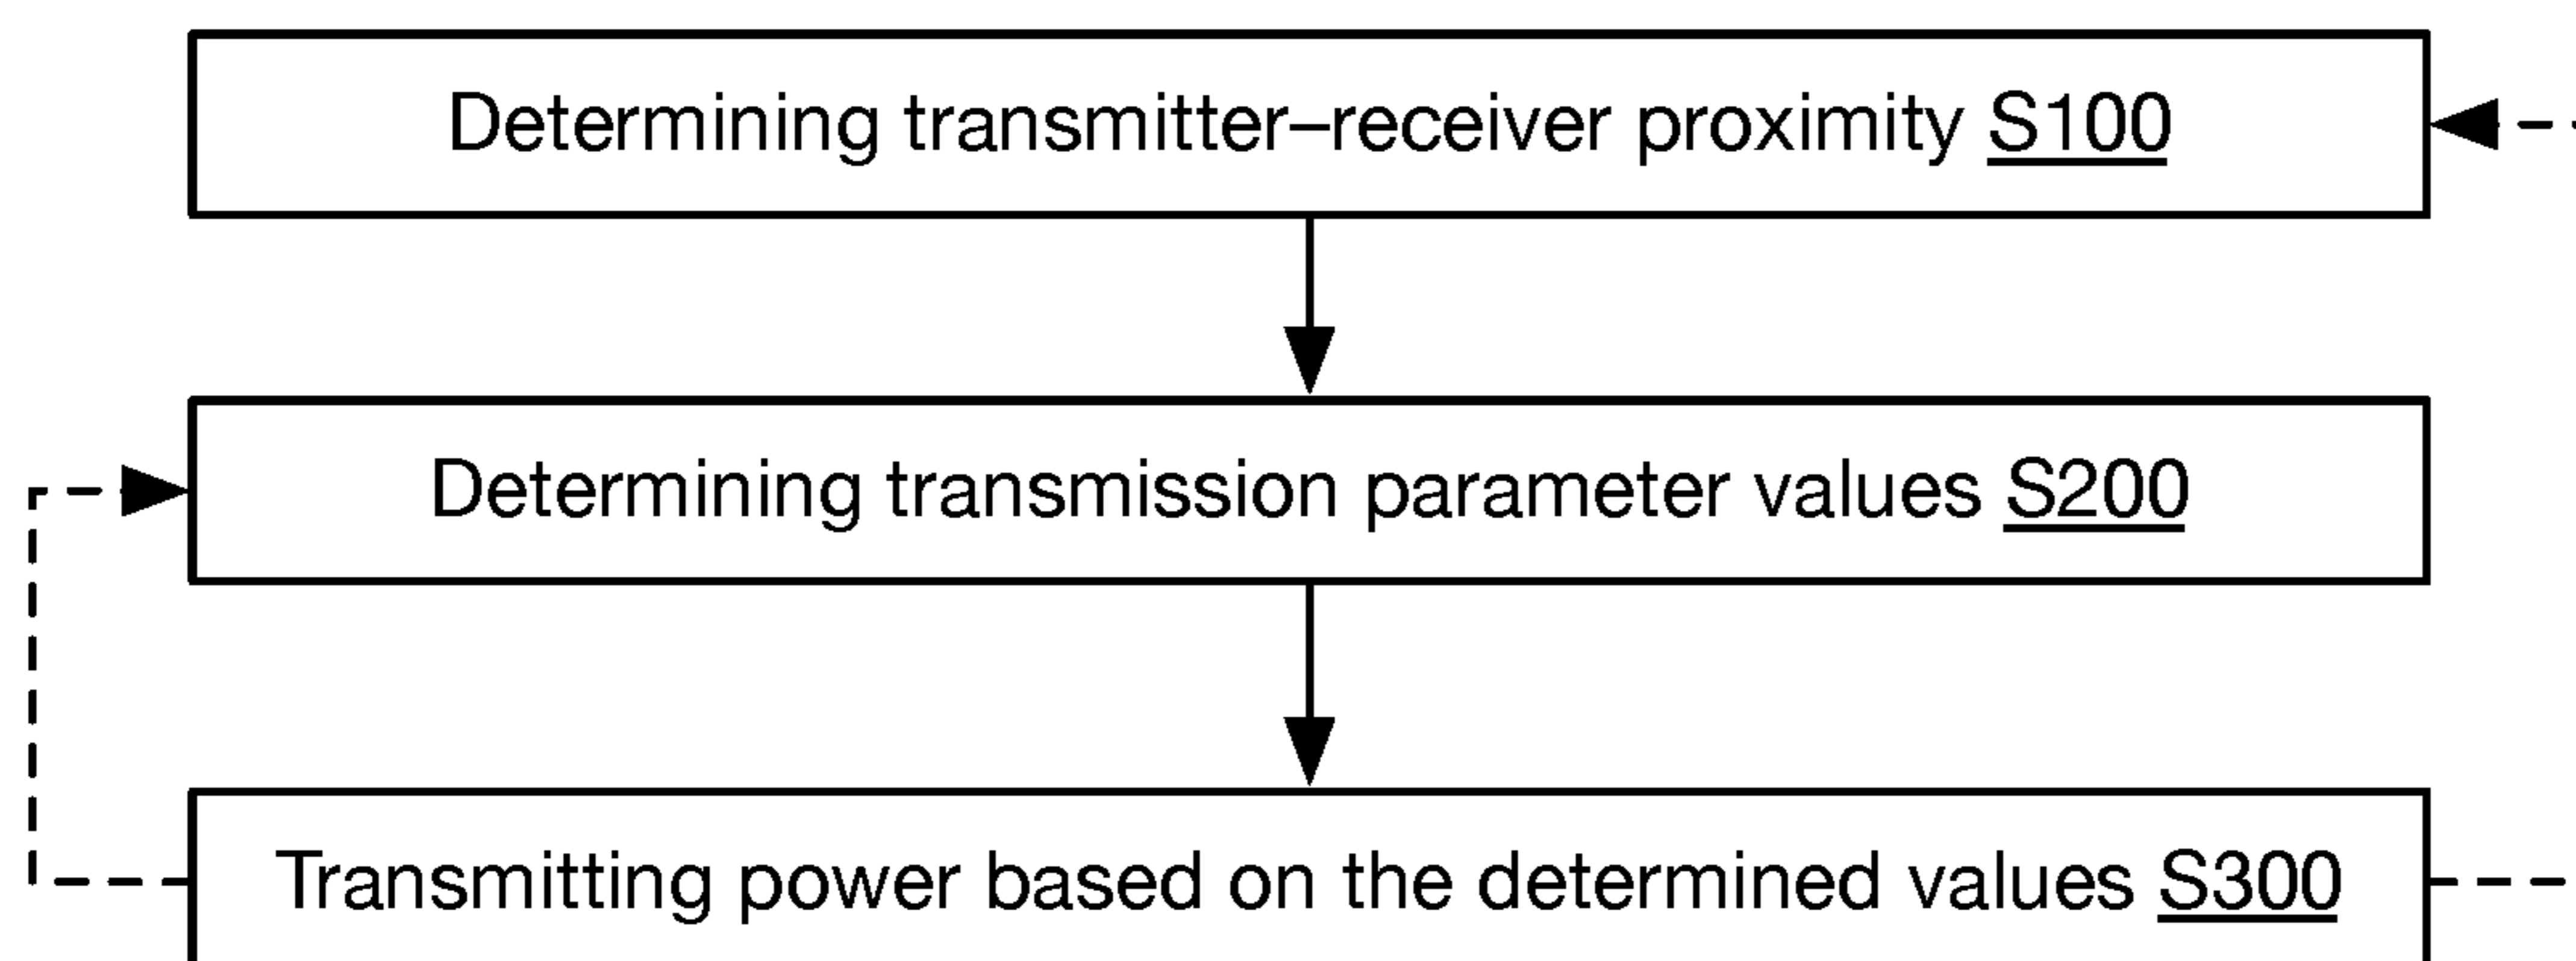 Determining transmitter–receiver proximity S100
Determining transmission parameter values S200
Transmitting power based on the determined values S300